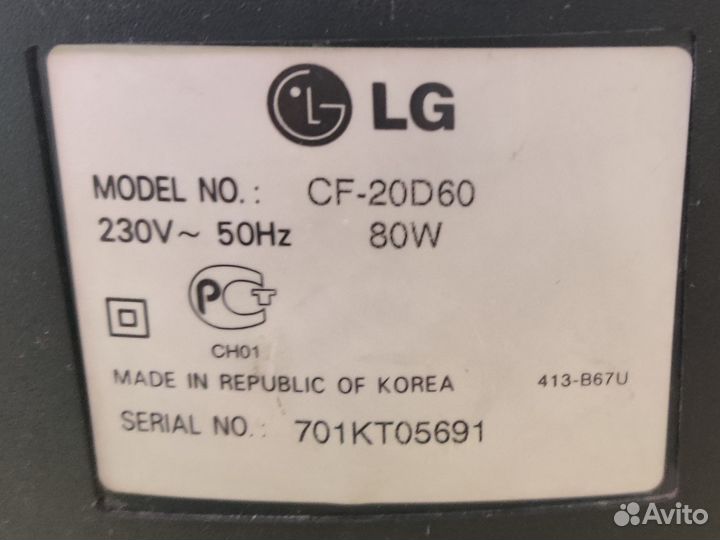 LG
MODEL NO.: CF-20D60
230V~ 50Hz 80W
РСТ
CH01
MADE IN REPUBLIC OF KOREA 413-B67U
SERIAL NO.: 701KT05691
Avito